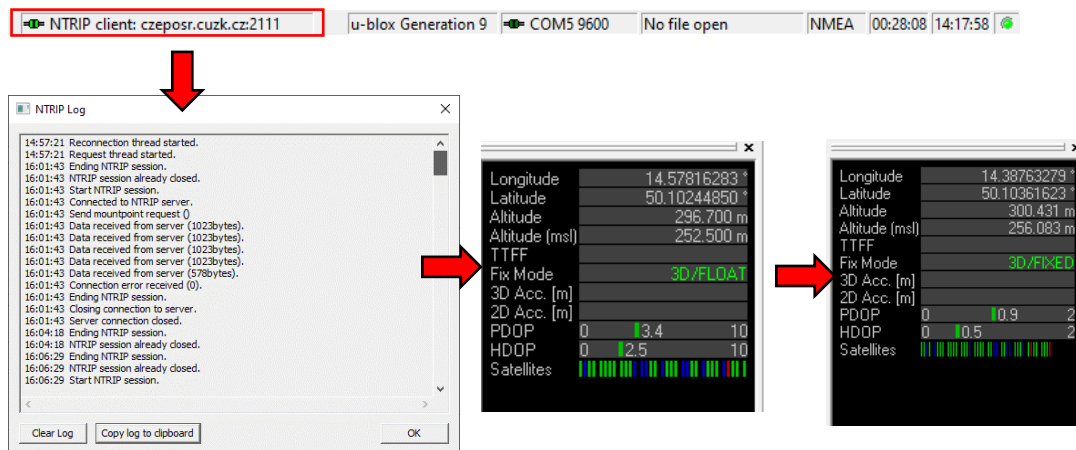 NTRIP client: czeposr.cuzk.cz:2111 u-blox Generation 9 COM5 9600 No file open NMEA 00:28:08 14:17:58
NTRIP Log
14:57:21 Reconnection thread started.
14:57:21 Request thread started.
16:01:43 Ending NTRIP session.
16:01:43 NTRIP session already closed.
16:01:43 Start NTRIP session.
16:01:43 Connected to NTRIP server.
16:01:43 Send mountpoint request ()
16:01:43 Data received from server (1023bytes).
16:01:43 Data received from server (1023bytes).
16:01:43 Data received from server (1023bytes).
16:01:43 Data received from server (1023bytes).
16:01:43 Data received from server (578bytes).
16:01:43 Connection error received (0).
16:01:43 Ending NTRIP session.
16:01:43 Closing connection to server.
16:01:43 Server connection closed.
16:04:18 Ending NTRIP session.
16:04:18 NTRIP session already closed.
16:06:29 Ending NTRIP session.
16:06:29 NTRIP session already closed.
16:06:29 Start NTRIP session.
Clear Log Copy log to clipboard OK
Longitude 14.57816283 °
Latitude 50.10244850 °
Altitude 296.700 m
Altitude (msl) 252.500 m
TTFF
Fix Mode 3D/FLOAT
3D Acc. [m]
2D Acc. [m]
PDOP 0 3.4 10
HDOP 0 2.5 10
Satellites
Longitude 14.38763279 °
Latitude 50.10361623 °
Altitude 300.431 m
Altitude (msl) 256.083 m
TTFF
Fix Mode 3D/FIXED
3D Acc. [m]
2D Acc. [m]
PDOP 0 0.9 2
HDOP 0 0.5 2
Satellites